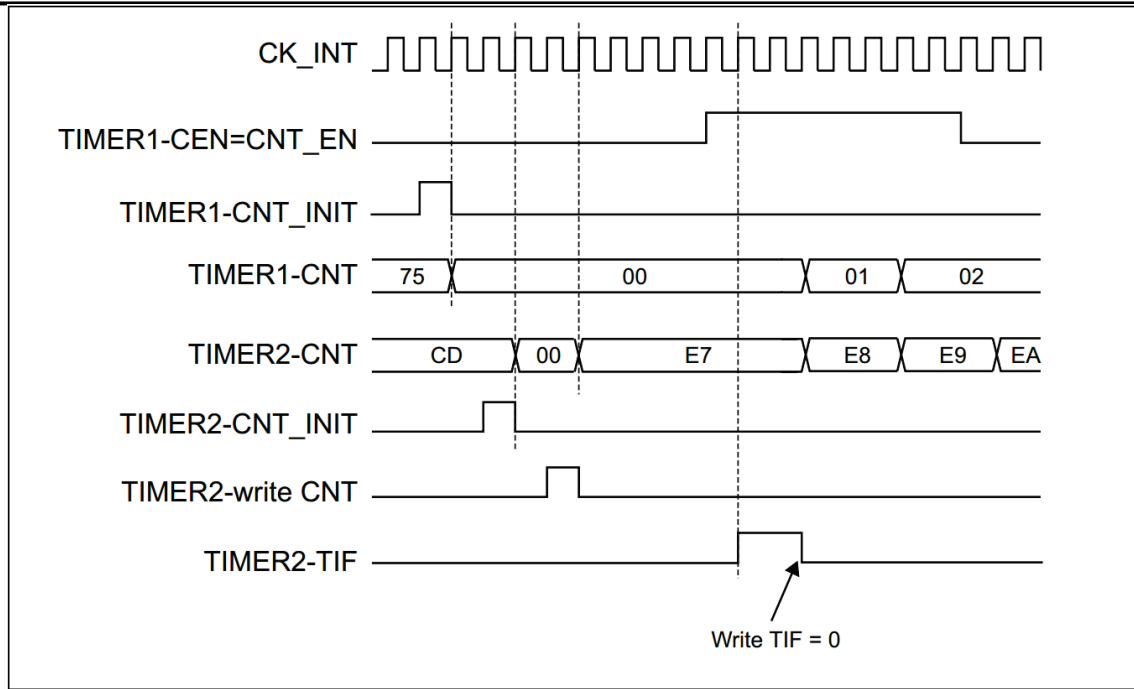 CK_INT
TIMER1-CEN=CNT_EN
TIMER1-CNT_INIT
TIMER1-CNT 75 00 01 02
TIMER2-CNT CD 00 E7 E8 E9 EA
TIMER2-CNT_INIT
TIMER2-write CNT
TIMER2-TIF
Write TIF = 0